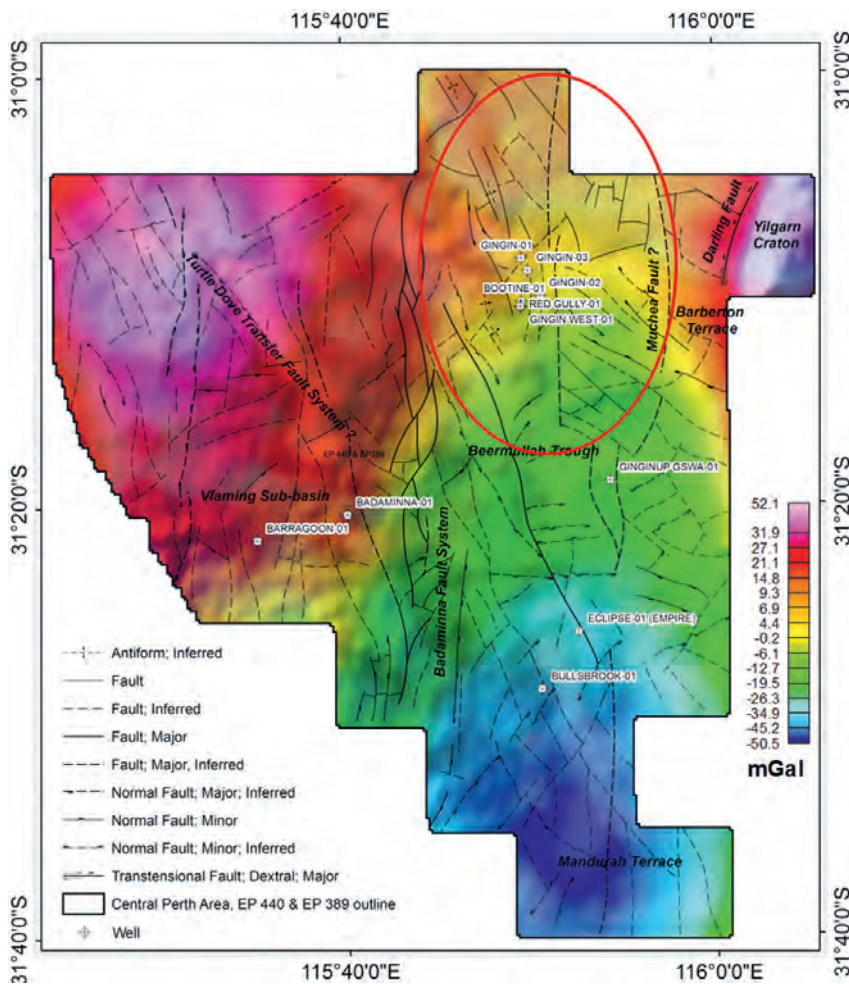 115°40'0"E
116°0'0"E
31°0'0"S
31°0'0"S
Darling Fault
Yilgarn
Craton
GINGIN-01
GINGIN-03
GINGIN-02
BOOTINE-01
RED GULLY-01
GINGIN WEST-01
Muchea Fault ?
Barberton
Terrace
Turtle Dove Transfer Fault System ?
EP 440 & EP389
Beermullah Trough
GINGINUP GSWA-01
31°20'0"S
31°20'0"S
Vlaming Sub-basin
BADAMINNA-01
BARRAGOON-01
Badaminna Fault System
ECLIPSE-01 (EMPIRE)
BULLSBROOK-01
Mandurah Terrace
52.1
31.9
27.1
21.1
14.8
9.3
6.9
4.4
-0.2
-6.1
-12.7
-19.5
-26.3
-34.9
-45.2
-50.5
mGal
Antiform; Inferred
Fault
Fault; Inferred
Fault; Major
Fault; Major, Inferred
Normal Fault; Major; Inferred
Normal Fault; Minor
Normal Fault; Minor; Inferred
Transtensional Fault; Dextral; Major
Central Perth Area, EP 440 & EP 389 outline
Well
31°40'0"S
31°40'0"S
115°40'0"E
116°0'0"E